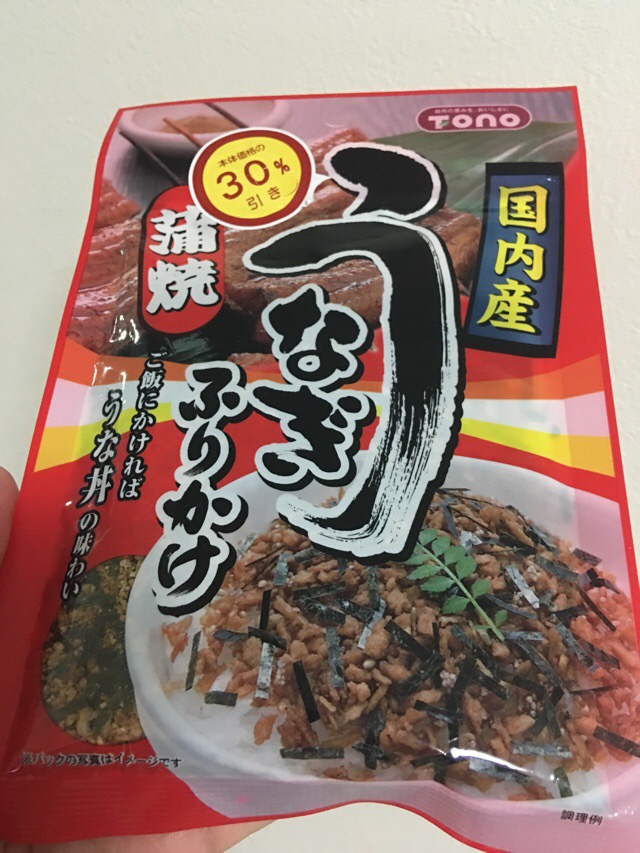 TONO
本体価格の
30%
引き
国内産
蒲焼
うなぎ
ふりかけ
ご飯にかければ
うな丼の味わい
※パックの写真はイメージです
調理例